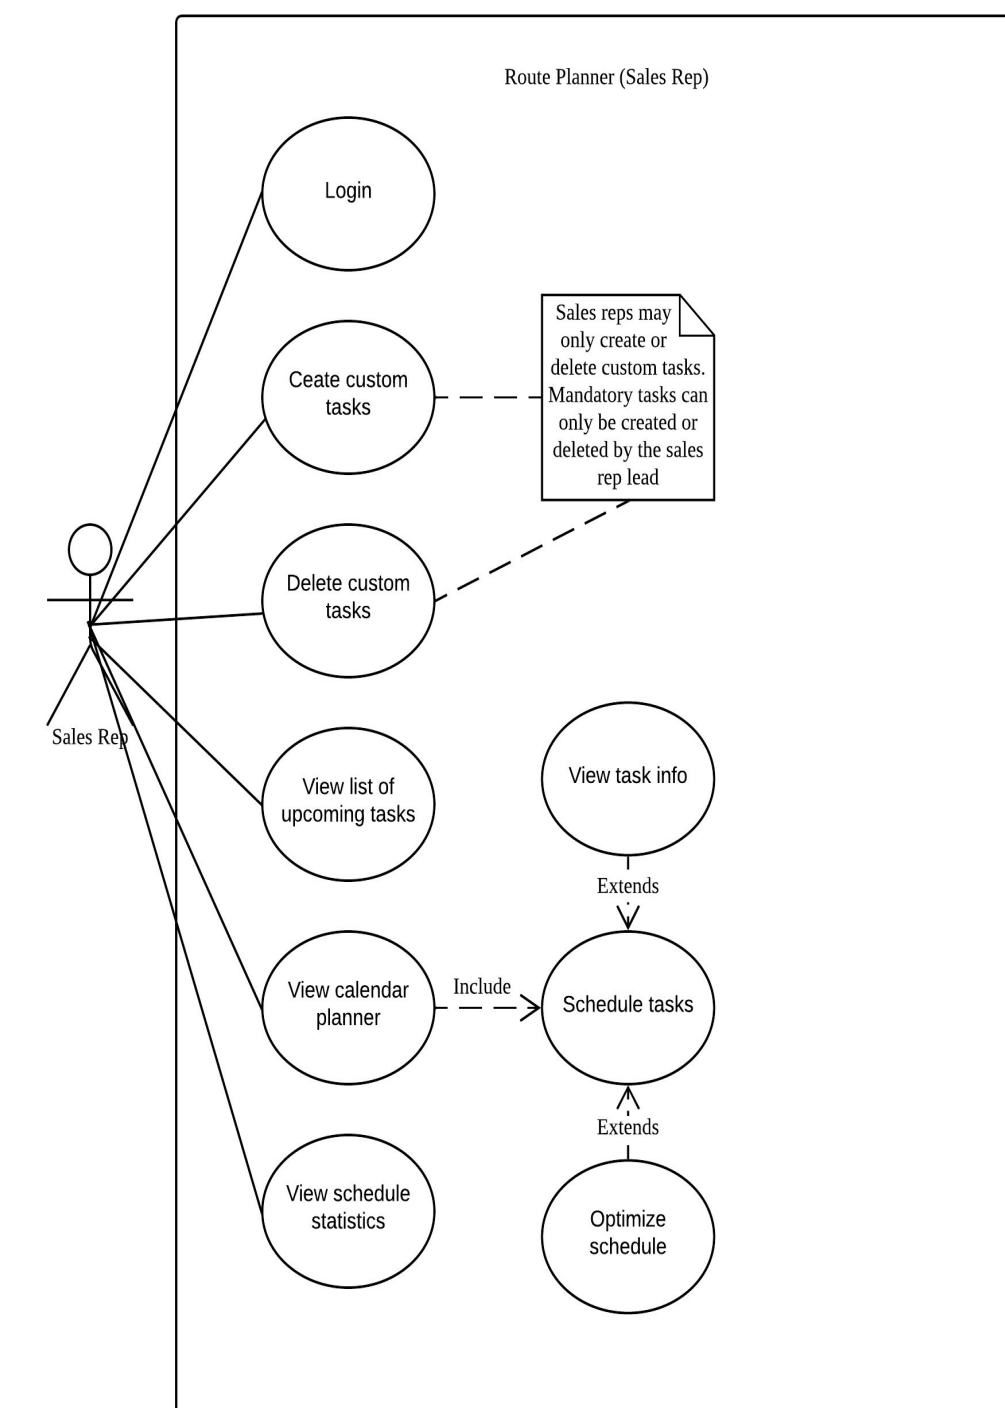 Route Planner (Sales Rep)
Login
Ceate custom
tasks
Sales reps may
only create or
delete custom tasks.
Mandatory tasks can
only be created or
deleted by the sales
rep lead
Delete custom
tasks
Sales Rep
View list of
upcoming tasks
View task info
Extends
View calendar
planner
Include
Schedule tasks
Extends
View schedule
statistics
Optimize
schedule